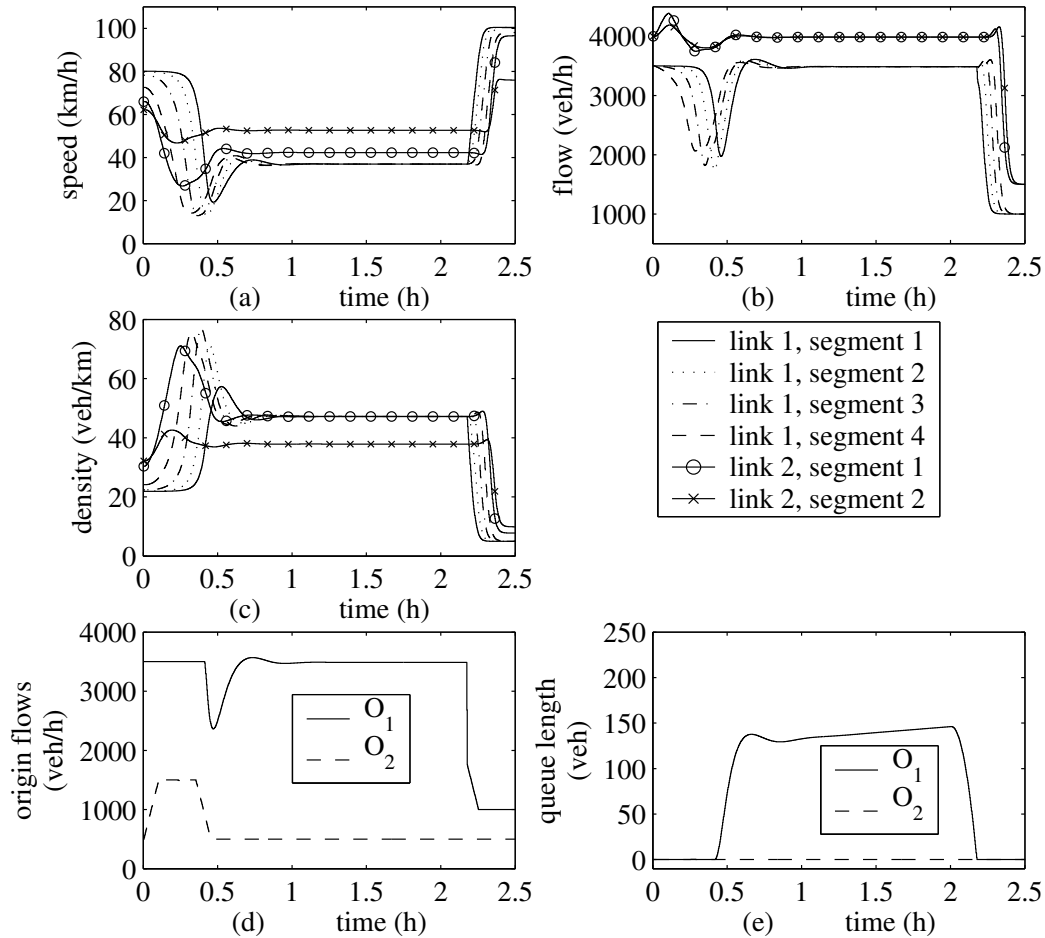 speed (km/h)
100
80
60
40
20
0
0 0.5 1 1.5 2 2.5
(a) time (h)
flow (veh/h)
4000
3000
2000
1000
0 0.5 1 1.5 2 2.5
(b) time (h)
density (veh/km)
80
60
40
20
0
0 0.5 1 1.5 2 2.5
(c) time (h)
link 1, segment 1
link 1, segment 2
link 1, segment 3
link 1, segment 4
link 2, segment 1
link 2, segment 2
origin flows
(veh/h)
4000
3000
2000
1000
0
O_1
O_2
0 0.5 1 1.5 2 2.5
(d) time (h)
queue length
(veh)
250
200
150
100
50
0
O_1
O_2
0 0.5 1 1.5 2 2.5
(e) time (h)